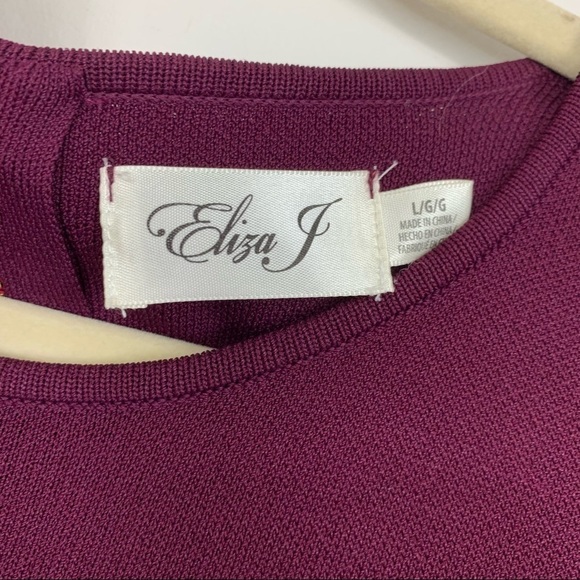 Eliza J
L/G/G
MADE IN CHINA/
HECHO EN CHINA